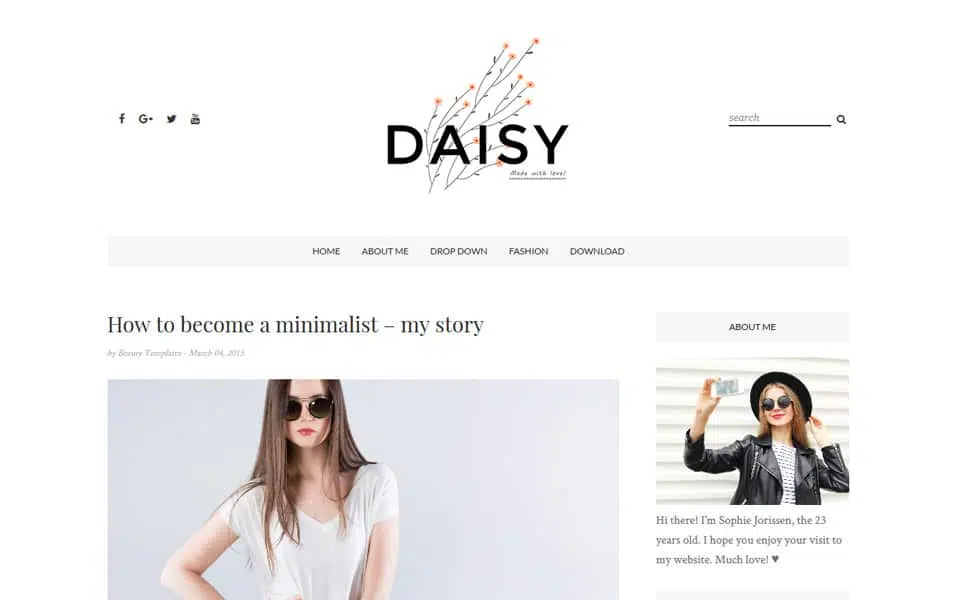 search
DAISY
Made with love!
HOME ABOUT ME DROP DOWN FASHION DOWNLOAD
How to become a minimalist – my story
by Beauty Templates - March 04, 2015
ABOUT ME
Hi there! I'm Sophie Jorissen, the 23
years old. I hope you enjoy your visit to
my website. Much love! ♥